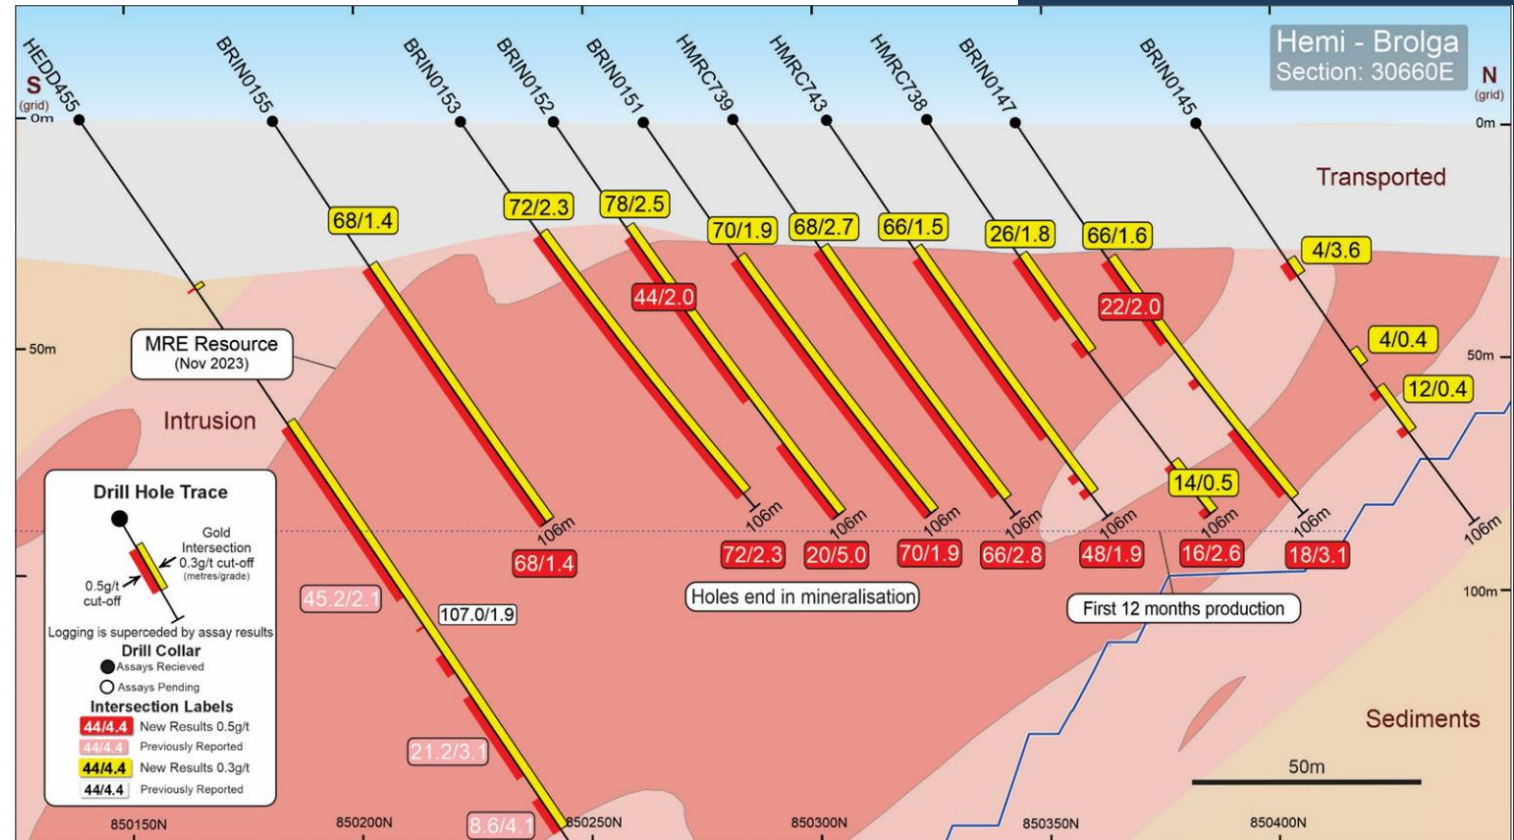 Hemi - Brolga
Section: 30660E
S
(grid)
N
(grid)
HEDD455
BRIN0155
BRIN0153
BRIN0152
BRIN0151
HMRC739
HMRC743
HMRC738
BRIN0147
BRIN0145
0m
0m
Transported
68/1.4
72/2.3
78/2.5
70/1.9
68/2.7
66/1.5
26/1.8
66/1.6
4/3.6
44/2.0
22/2.0
50m
50m
4/0.4
12/0.4
MRE Resource
(Nov 2023)
Intrusion
14/0.5
106m
106m
106m
106m
106m
106m
106m
106m
106m
68/1.4
72/2.3
20/5.0
70/1.9
66/2.8
48/1.9
16/2.6
18/3.1
Holes end in mineralisation
First 12 months production
100m
45.2/2.1
107.0/1.9
21.2/3.1
8.6/4.1
Sediments
50m
Drill Hole Trace
Gold
Intersection
0.3g/t cut-off
(metres/grade)
0.5g/t
cut-off
Logging is superceded by assay results
Drill Collar
Assays Recieved
Assays Pending
Intersection Labels
44/4.4 New Results 0.5g/t
44/4.4 Previously Reported
44/4.4 New Results 0.3g/t
44/4.4 Previously Reported
850150N
850200N
850250N
850300N
850350N
850400N